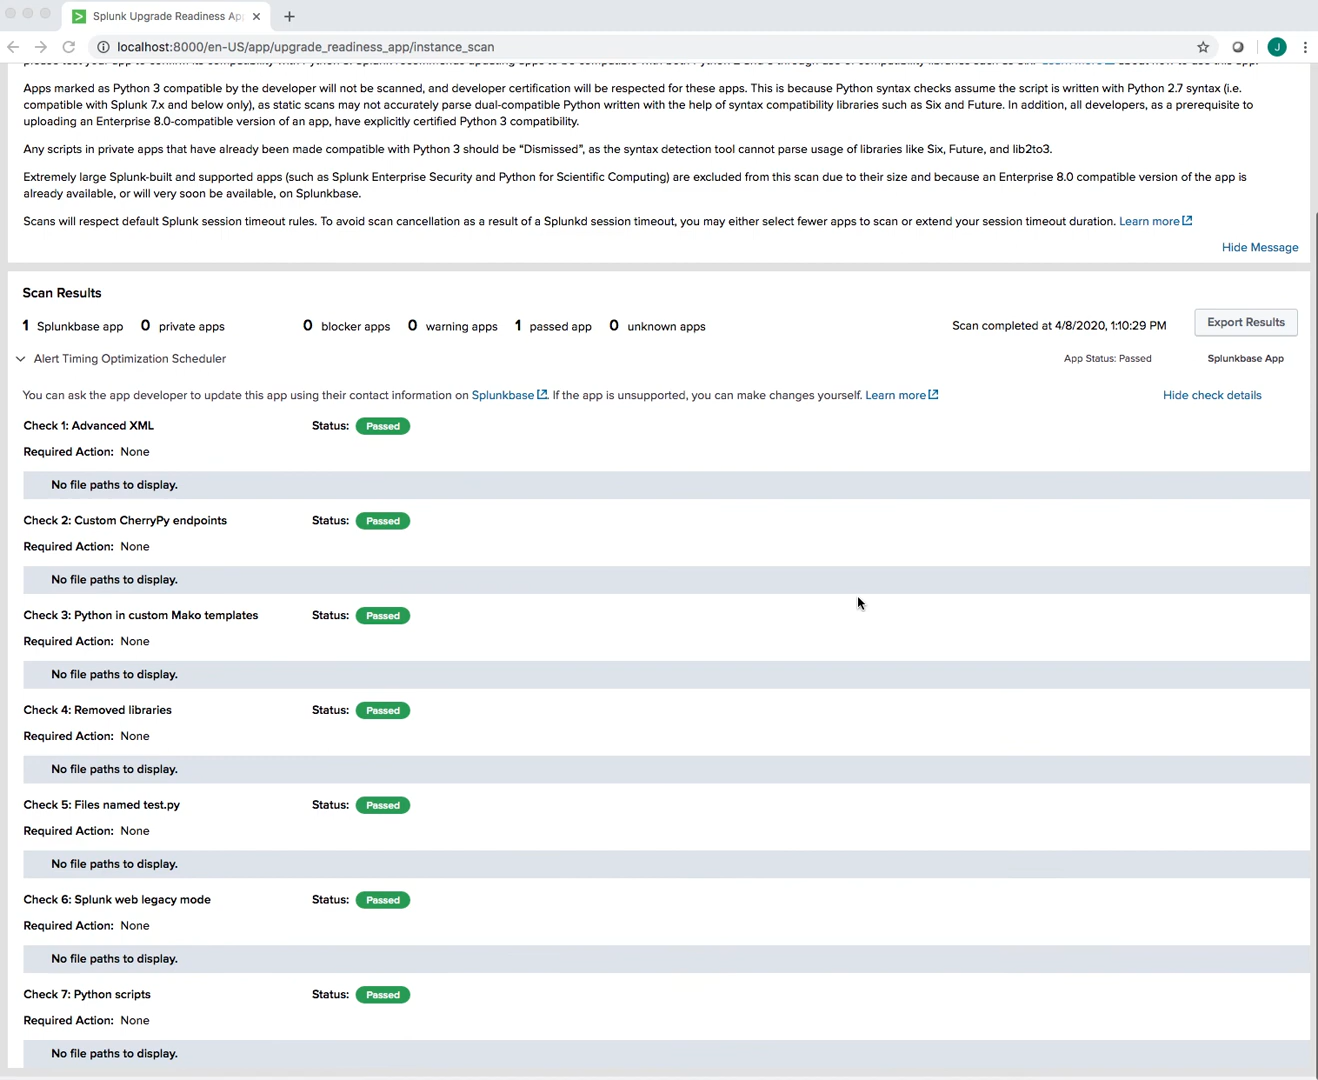 Splunk Upgrade Readiness Ap
localhost:8000/en-US/app/upgrade_readiness_app/instance_scan
J
Apps marked as Python 3 compatible by the developer will not be scanned, and developer certification will be respected for these apps. This is because Python syntax checks assume the script is written with Python 2.7 syntax (i.e.
compatible with Splunk 7.x and below only), as static scans may not accurately parse dual-compatible Python written with the help of syntax compatibility libraries such as Six and Future. In addition, all developers, as a prerequisite to
uploading an Enterprise 8.0-compatible version of an app, have explicitly certified Python 3 compatibility.
Any scripts in private apps that have already been made compatible with Python 3 should be “Dismissed”, as the syntax detection tool cannot parse usage of libraries like Six, Future, and lib2to3.
Extremely large Splunk-built and supported apps (such as Splunk Enterprise Security and Python for Scientific Computing) are excluded from this scan due to their size and because an Enterprise 8.0 compatible version of the app is
already available, or will very soon be available, on Splunkbase.
Scans will respect default Splunk session timeout rules. To avoid scan cancellation as a result of a Splunkd session timeout, you may either select fewer apps to scan or extend your session timeout duration. Learn more
Hide Message
Scan Results
1 Splunkbase app 0 private apps 0 blocker apps 0 warning apps 1 passed app 0 unknown apps Scan completed at 4/8/2020, 1:10:29 PM Export Results
Alert Timing Optimization Scheduler App Status: Passed Splunkbase App
You can ask the app developer to update this app using their contact information on Splunkbase. If the app is unsupported, you can make changes yourself. Learn more Hide check details
Check 1: Advanced XML Status: Passed
Required Action: None
No file paths to display.
Check 2: Custom CherryPy endpoints Status: Passed
Required Action: None
No file paths to display.
Check 3: Python in custom Mako templates Status: Passed
Required Action: None
No file paths to display.
Check 4: Removed libraries Status: Passed
Required Action: None
No file paths to display.
Check 5: Files named test.py Status: Passed
Required Action: None
No file paths to display.
Check 6: Splunk web legacy mode Status: Passed
Required Action: None
No file paths to display.
Check 7: Python scripts Status: Passed
Required Action: None
No file paths to display.